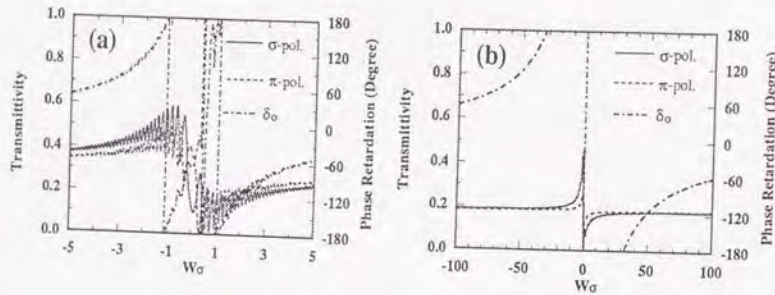 (a)
σ-pol.
π-pol.
δo
Transmittivity
1.0
0.8
0.6
0.4
0.2
0.0
-5
-3
-1
1
3
5
Wσ
180
120
60
0
-60
-120
-180
Phase Retardation (Degree)
(b)
σ-pol.
π-pol.
δo
Transmittivity
1.0
0.8
0.6
0.4
0.2
0.0
-100
-50
0
50
100
Wσ
180
120
60
0
-60
-120
-180
Phase Retardation (Degree)